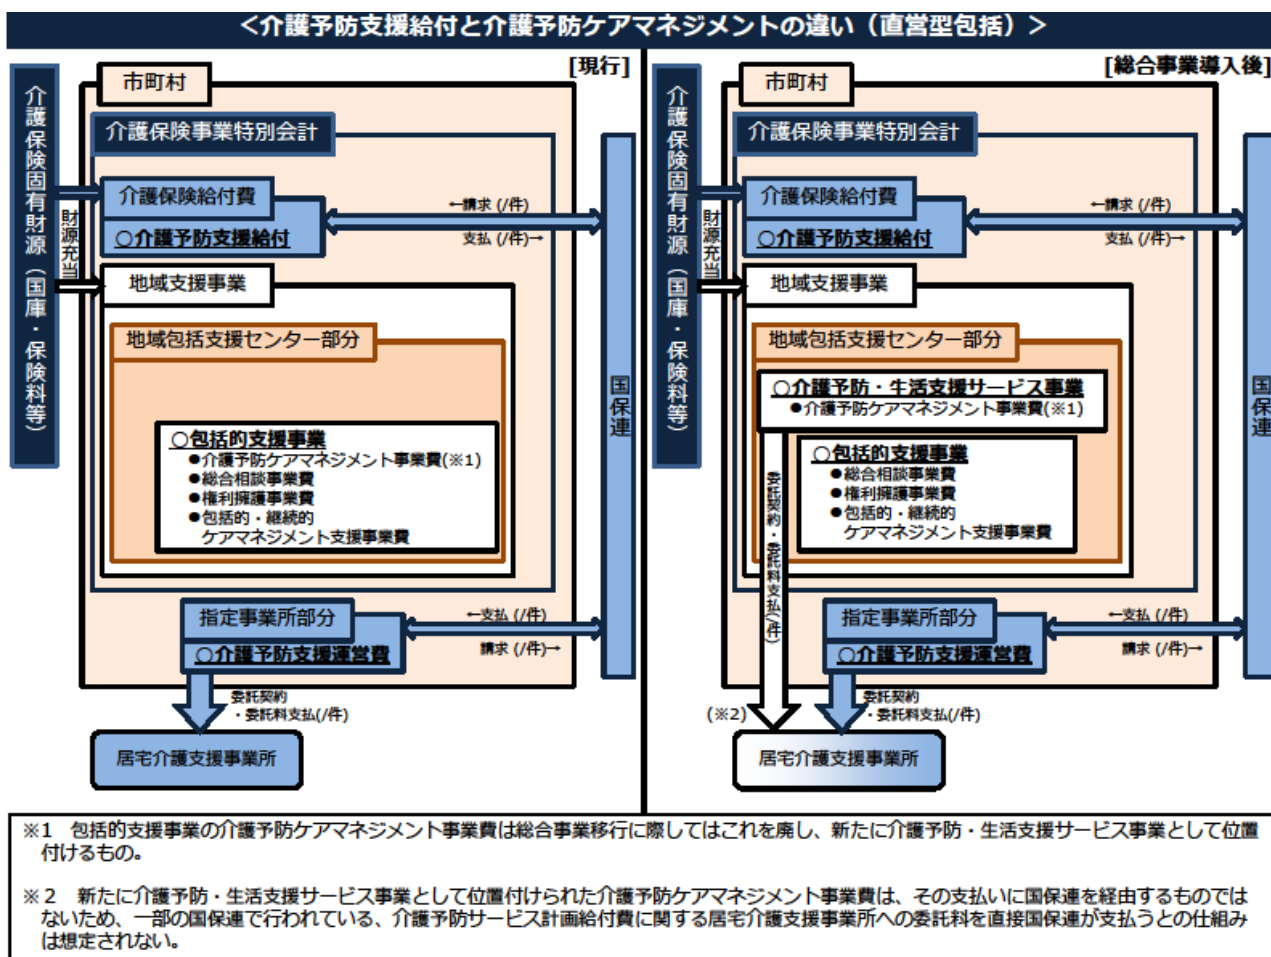 ＜介護予防支援給付と介護予防ケアマネジメントの違い（直営型包括）＞
[現行]
市町村
介護保険固有財源（国庫・保険料等）
介護保険事業特別会計
介護保険給付費
○介護予防支援給付
←請求 (/件)
支払 (/件)→
財源充当
地域支援事業
地域包括支援センター部分
○包括的支援事業
●介護予防ケアマネジメント事業費(※1)
●総合相談事業費
●権利擁護事業費
●包括的・継続的
ケアマネジメント支援事業費
国保連
指定事業所部分
○介護予防支援運営費
←支払 (/件)
請求 (/件)→
委託契約
・委託料支払(/件)
居宅介護支援事業所
[総合事業導入後]
市町村
介護保険固有財源（国庫・保険料等）
介護保険事業特別会計
介護保険給付費
○介護予防支援給付
←請求 (/件)
支払 (/件)→
財源充当
地域支援事業
地域包括支援センター部分
○介護予防・生活支援サービス事業
●介護予防ケアマネジメント事業費(※1)
○包括的支援事業
●総合相談事業費
●権利擁護事業費
●包括的・継続的
ケアマネジメント支援事業費
委託契約・委託料支払(/件)
国保連
指定事業所部分
○介護予防支援運営費
←支払 (/件)
請求 (/件)→
(※2)
委託契約
・委託料支払(/件)
居宅介護支援事業所
※1　包括的支援事業の介護予防ケアマネジメント事業費は総合事業移行に際してはこれを廃し、新たに介護予防・生活支援サービス事業として位置
付けるもの。
※２　新たに介護予防・生活支援サービス事業として位置付けられた介護予防ケアマネジメント事業費は、その支払いに国保連を経由するものでは
ないため、一部の国保連で行われている、介護予防サービス計画給付費に関する居宅介護支援事業所への委託料を直接国保連が支払うとの仕組み
は想定されない。